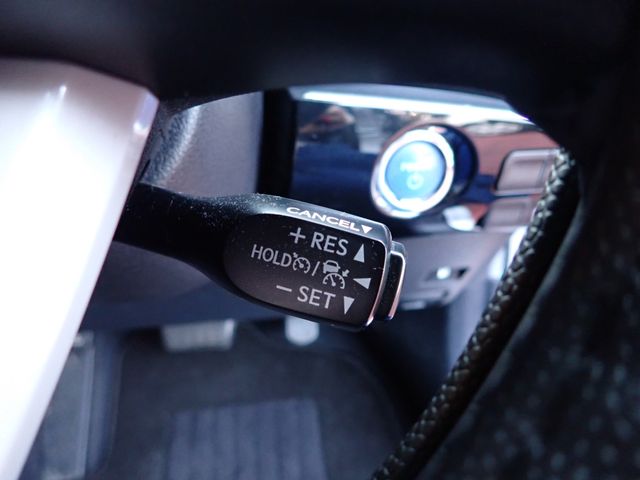 CANCEL▼
+ RES ▲
HOLD / ◀
− SET ▼